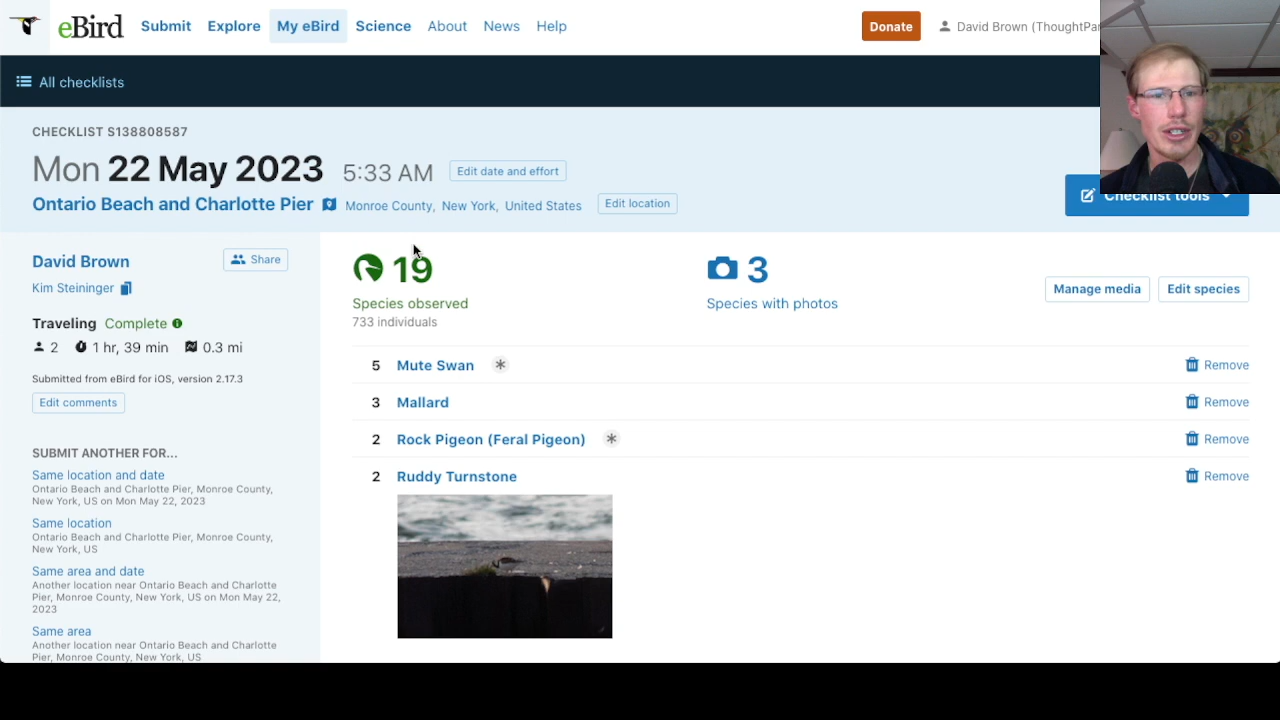 eBird Submit Explore My eBird Science About News Help Donate David Brown (ThoughtPa
All checklists
CHECKLIST S138808587
Mon 22 May 2023 5:33 AM Edit date and effort
Ontario Beach and Charlotte Pier Monroe County, New York, United States Edit location
Checklist tools
David Brown Share
Kim Steininger
Traveling Complete
2 1 hr, 39 min 0.3 mi
Submitted from eBird for iOS, version 2.17.3
Edit comments
SUBMIT ANOTHER FOR...
Same location and date
Ontario Beach and Charlotte Pier, Monroe County,
New York, US on Mon May 22, 2023
Same location
Ontario Beach and Charlotte Pier, Monroe County,
New York, US
Same area and date
Another location near Ontario Beach and Charlotte
Pier, Monroe County, New York, US on Mon May 22,
2023
Same area
Another location near Ontario Beach and Charlotte
Pier, Monroe County, New York, US
19
Species observed
733 individuals
3
Species with photos
Manage media Edit species
5 Mute Swan * Remove
3 Mallard Remove
2 Rock Pigeon (Feral Pigeon) * Remove
2 Ruddy Turnstone Remove